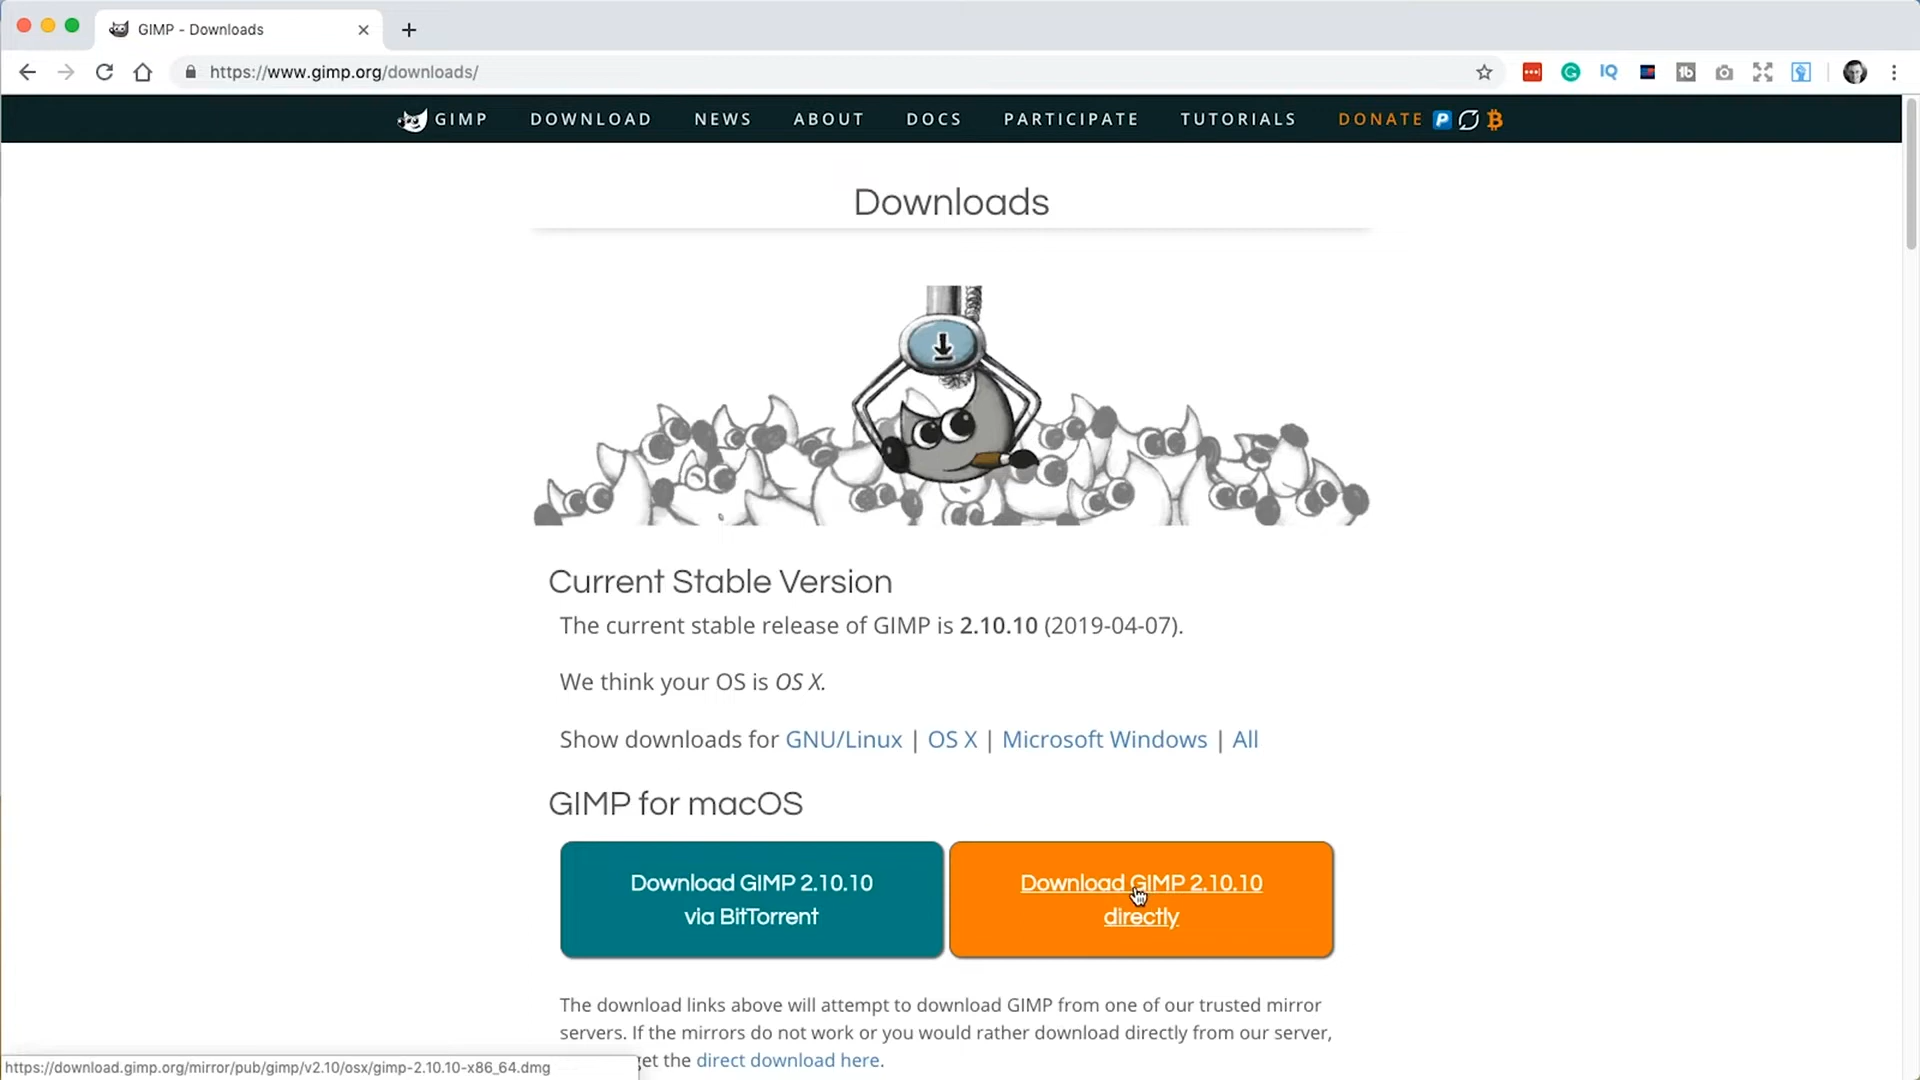 GIMP - Downloads
https://www.gimp.org/downloads/
GIMP DOWNLOAD NEWS ABOUT DOCS PARTICIPATE TUTORIALS DONATE
Downloads
Current Stable Version
The current stable release of GIMP is 2.10.10 (2019-04-07).
We think your OS is OS X.
Show downloads for GNU/Linux | OS X | Microsoft Windows | All
GIMP for macOS
Download GIMP 2.10.10
via BitTorrent
Download GIMP 2.10.10
directly
The download links above will attempt to download GIMP from one of our trusted mirror
servers. If the mirrors do not work or you would rather download directly from our server,
get the direct download here.
https://download.gimp.org/mirror/pub/gimp/v2.10/osx/gimp-2.10.10-x86_64.dmg